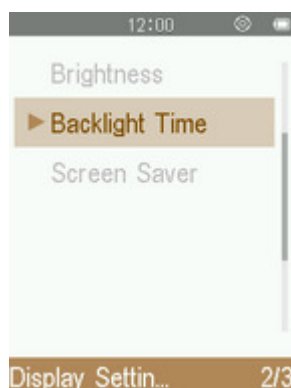 12:00
Brightness
Backlight Time
Screen Saver
Display Settin... 2/3